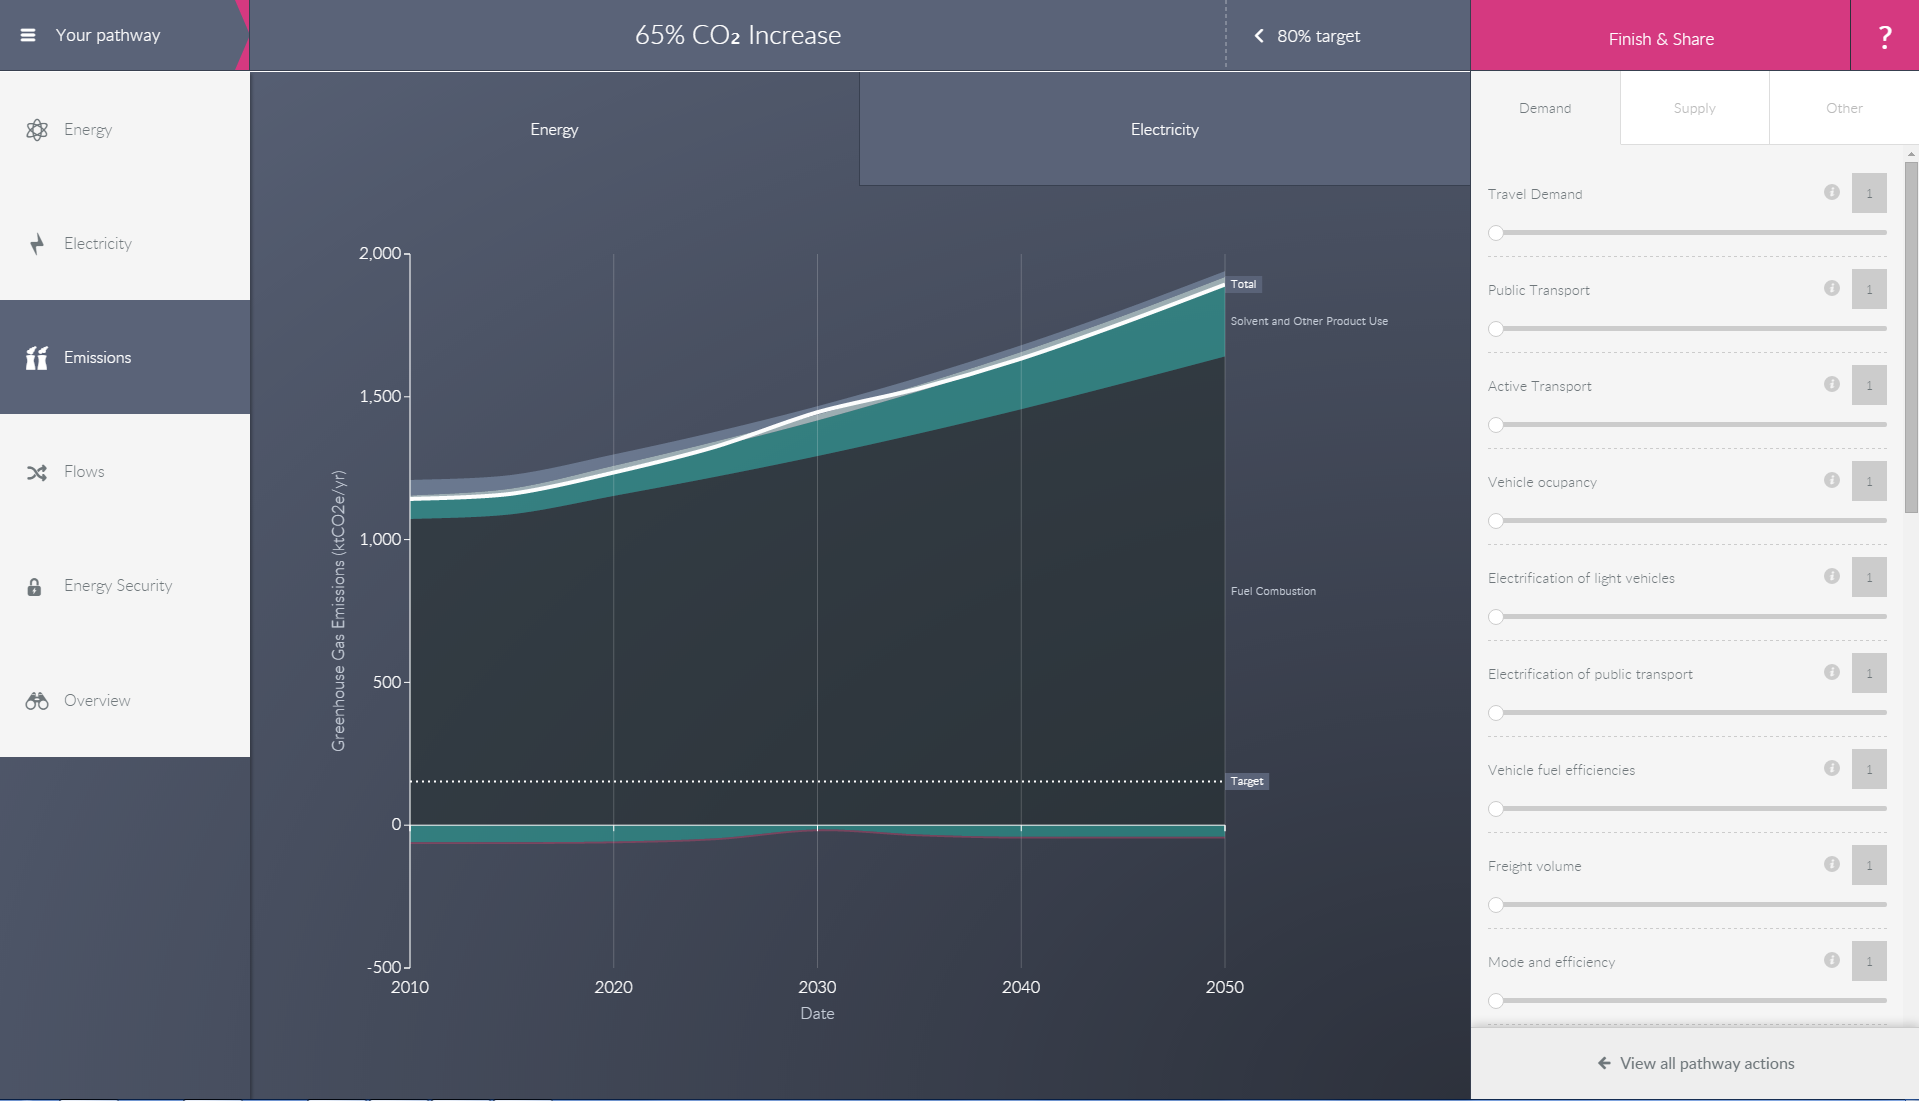 Your pathway
65% CO₂ Increase
80% target
Finish & Share
?
Energy
Electricity
Emissions
Flows
Energy Security
Overview
Energy
Electricity
2,000
1,500
1,000
500
0
-500
Greenhouse Gas Emissions (ktCO2e/yr)
2010
2020
2030
2040
2050
Date
Total
Solvent and Other Product Use
Fuel Combustion
Target
Demand
Supply
Other
Travel Demand
i
1
Public Transport
i
1
Active Transport
i
1
Vehicle ocupancy
i
1
Electrification of light vehicles
i
1
Electrification of public transport
i
1
Vehicle fuel efficiencies
i
1
Freight volume
i
1
Mode and efficiency
i
1
View all pathway actions